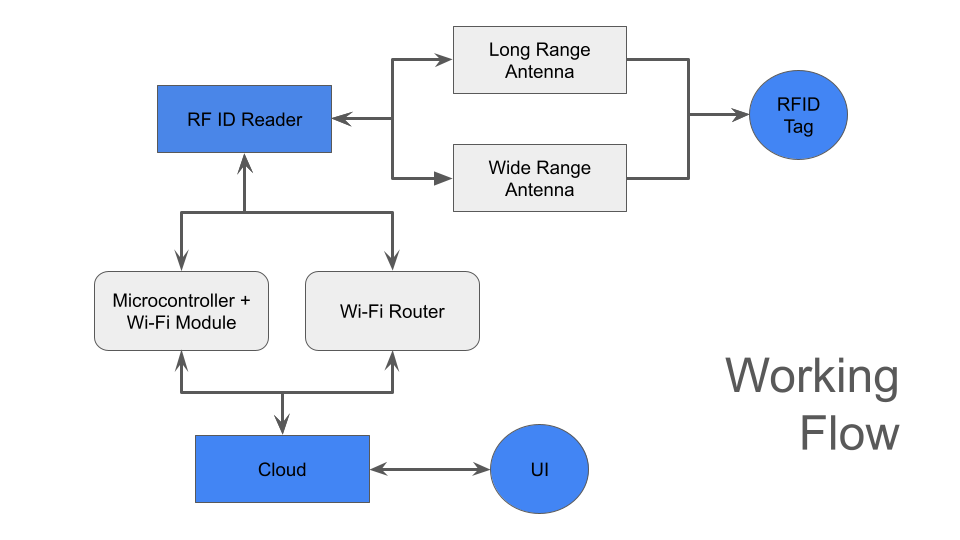 Long Range
Antenna
RFID
Tag
RF ID Reader
Wide Range
Antenna
Microcontroller +
Wi-Fi Module
Wi-Fi Router
Working
Flow
Cloud
UI